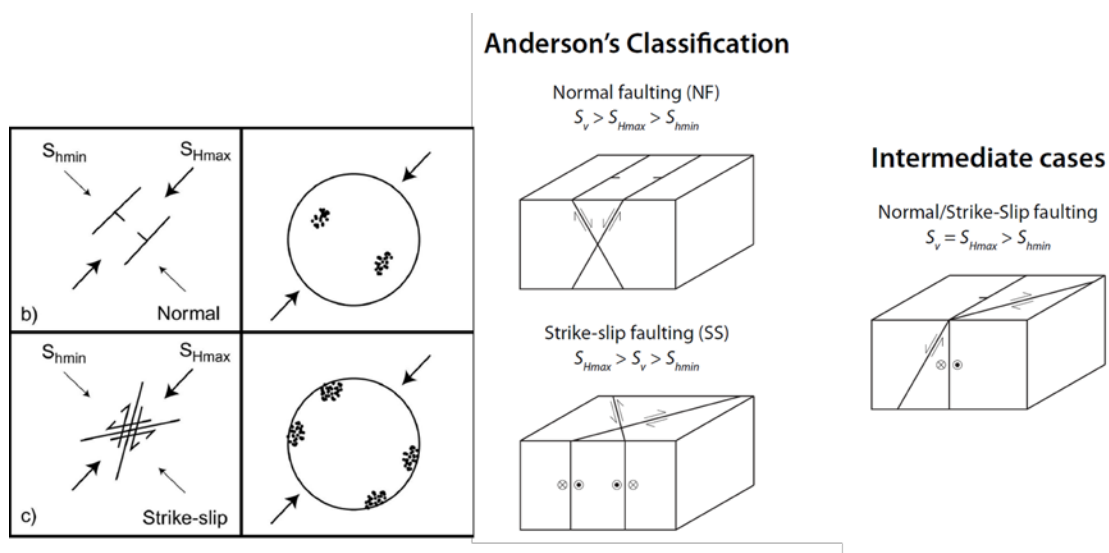 Anderson's Classification
Normal faulting (NF)
Sv > SHmax > Shmin
Shmin
SHmax
Normal
b)
Intermediate cases
Normal/Strike-Slip faulting
Sv = SHmax > Shmin
Strike-slip faulting (SS)
SHmax > Sv > Shmin
Shmin
SHmax
Strike-slip
c)